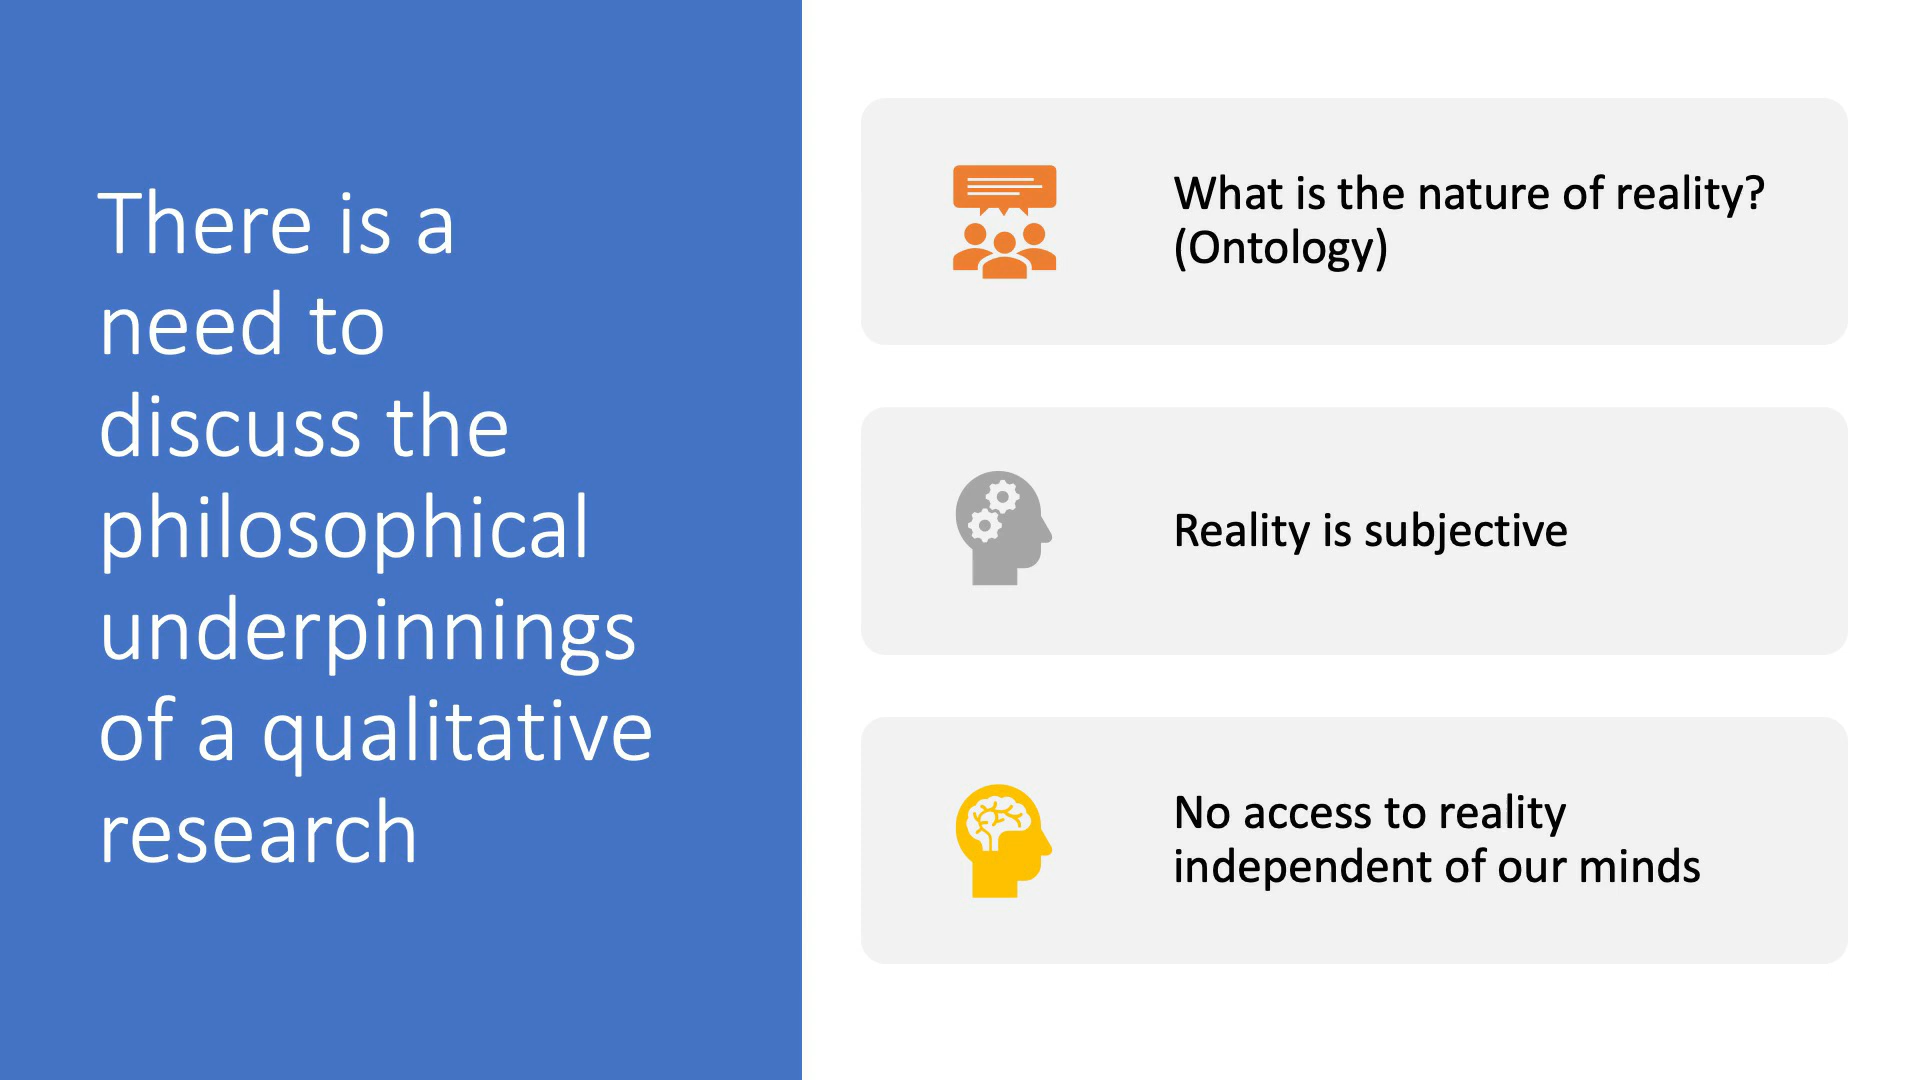 There is a
need to
discuss the
philosophical
underpinnings
of a qualitative
research
What is the nature of reality?
(Ontology)
Reality is subjective
No access to reality
independent of our minds